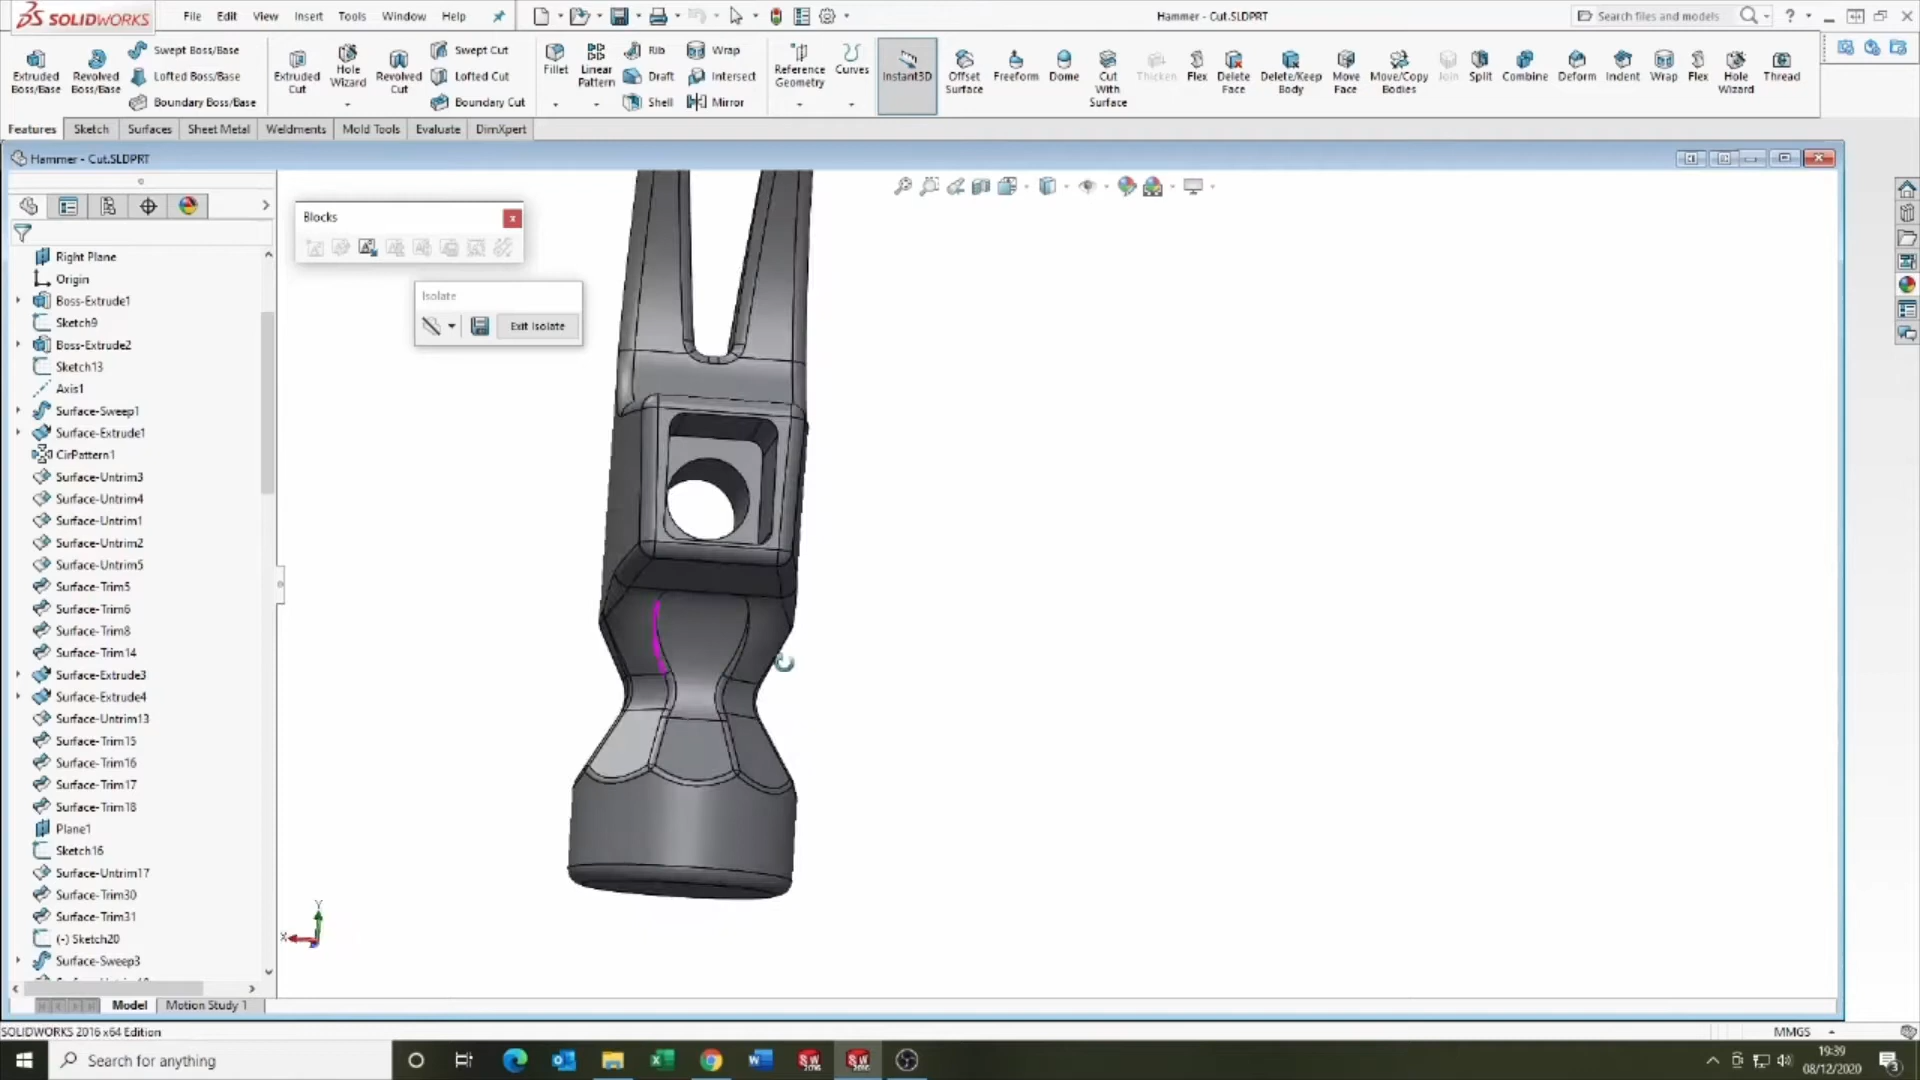 SOLIDWORKS
File Edit View Insert Tools Window Help
Hammer - Cut.SLDPRT
Search files and models
Extruded Boss/Base
Revolved Boss/Base
Swept Boss/Base
Lofted Boss/Base
Boundary Boss/Base
Extruded Cut
Hole Wizard
Revolved Cut
Swept Cut
Lofted Cut
Boundary Cut
Fillet
Linear Pattern
Rib
Draft
Shell
Wrap
Intersect
Mirror
Reference Geometry
Curves
Instant3D
Offset Surface
Freeform
Dome
Cut With Surface
Thicken
Flex
Delete Face
Delete/Keep Body
Move Face
Move/Copy Bodies
Join
Split
Combine
Deform
Indent
Wrap
Flex
Hole Wizard
Thread
Features Sketch Surfaces Sheet Metal Weldments Mold Tools Evaluate DimXpert
Hammer - Cut.SLDPRT
Blocks
Isolate
Exit Isolate
Right Plane
Origin
Boss-Extrude1
Sketch9
Boss-Extrude2
Sketch13
Axis1
Surface-Sweep1
Surface-Extrude1
CirPattern1
Surface-Untrim3
Surface-Untrim4
Surface-Untrim1
Surface-Untrim2
Surface-Untrim5
Surface-Trim5
Surface-Trim6
Surface-Trim8
Surface-Trim14
Surface-Extrude3
Surface-Extrude4
Surface-Untrim13
Surface-Trim15
Surface-Trim16
Surface-Trim17
Surface-Trim18
Plane1
Sketch16
Surface-Untrim17
Surface-Trim30
Surface-Trim31
(-) Sketch20
Surface-Sweep3
Y
X
Model Motion Study 1
SOLIDWORKS 2016 x64 Edition
MMGS
Search for anything
19:39
08/12/2020